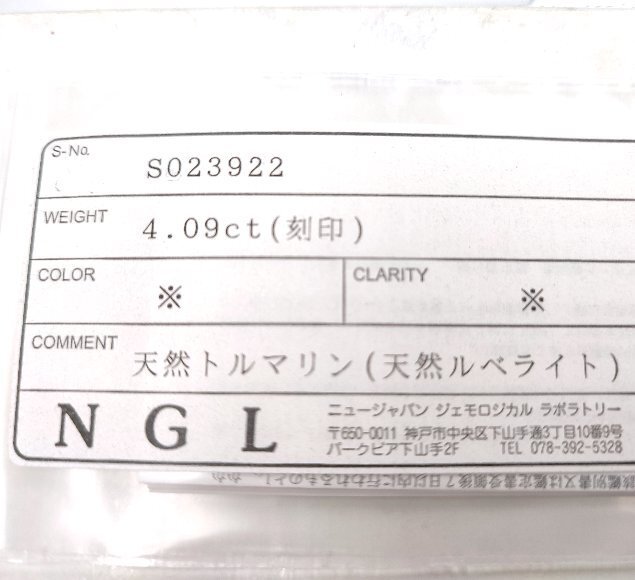 S-No.
S023922
WEIGHT
4.09ct(刻印)
COLOR
※
CLARITY
※
COMMENT
天然トルマリン(天然ルベライト)
NGL
ニュージャパン ジェモロジカル ラボラトリー
〒650-0011 神戸市中央区下山手通3丁目10番9号
パークピア下山手2F TEL 078-392-5328